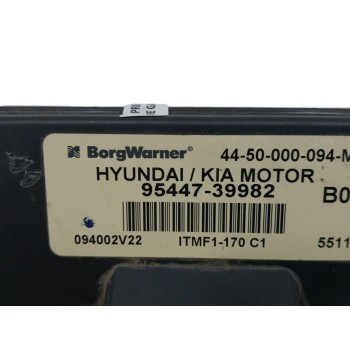 BorgWarner 44-50-000-094-M
HYUNDAI / KIA MOTOR
95447-39982 B0
094002V22 ITMF1-170 C1 5511